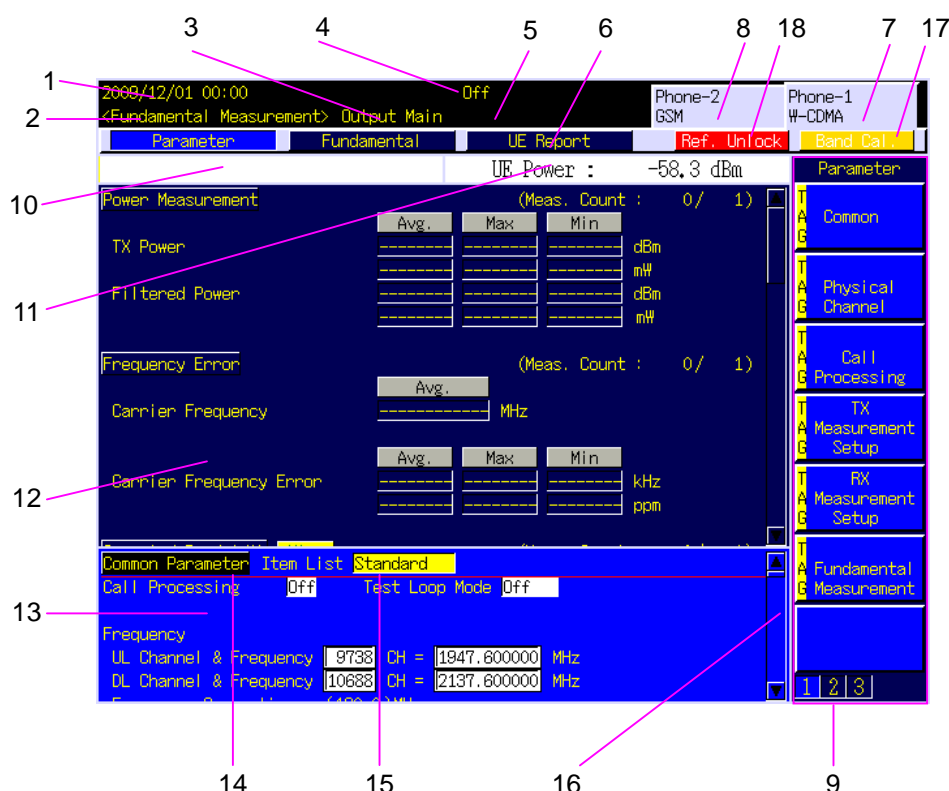 3 4 5 6 8 18 7 17
1
2009/12/01 00:00 Off
2
<Fundamental Measurement> Output Main
Phone-2
GSM
Phone-1
W-CDMA
Parameter Fundamental UE Report Ref. Unlock Band Cal.
UE Power : -58.3 dBm
10
Power Measurement (Meas. Count : 0/ 1)
Avg. Max Min
TX Power -------- -------- -------- dBm
-------- -------- -------- mW
Filtered Power -------- -------- -------- dBm
11
-------- -------- -------- mW
Frequency Error (Meas. Count : 0/ 1)
Avg.
Carrier Frequency ------------ MHz
Avg. Max Min
Carrier Frequency Error -------- -------- -------- kHz
12
-------- -------- -------- ppm
Common Parameter Item List Standard
Call Processing Off Test Loop Mode Off
13
Frequency
UL Channel & Frequency 9738 CH = 1947.600000 MHz
DL Channel & Frequency 10688 CH = 2137.600000 MHz
Parameter
TAG Common
TAG Physical Channel
TAG Call Processing
TAG TX Measurement Setup
TAG RX Measurement Setup
TAG Fundamental Measurement
1 2 3
14 15 16 9